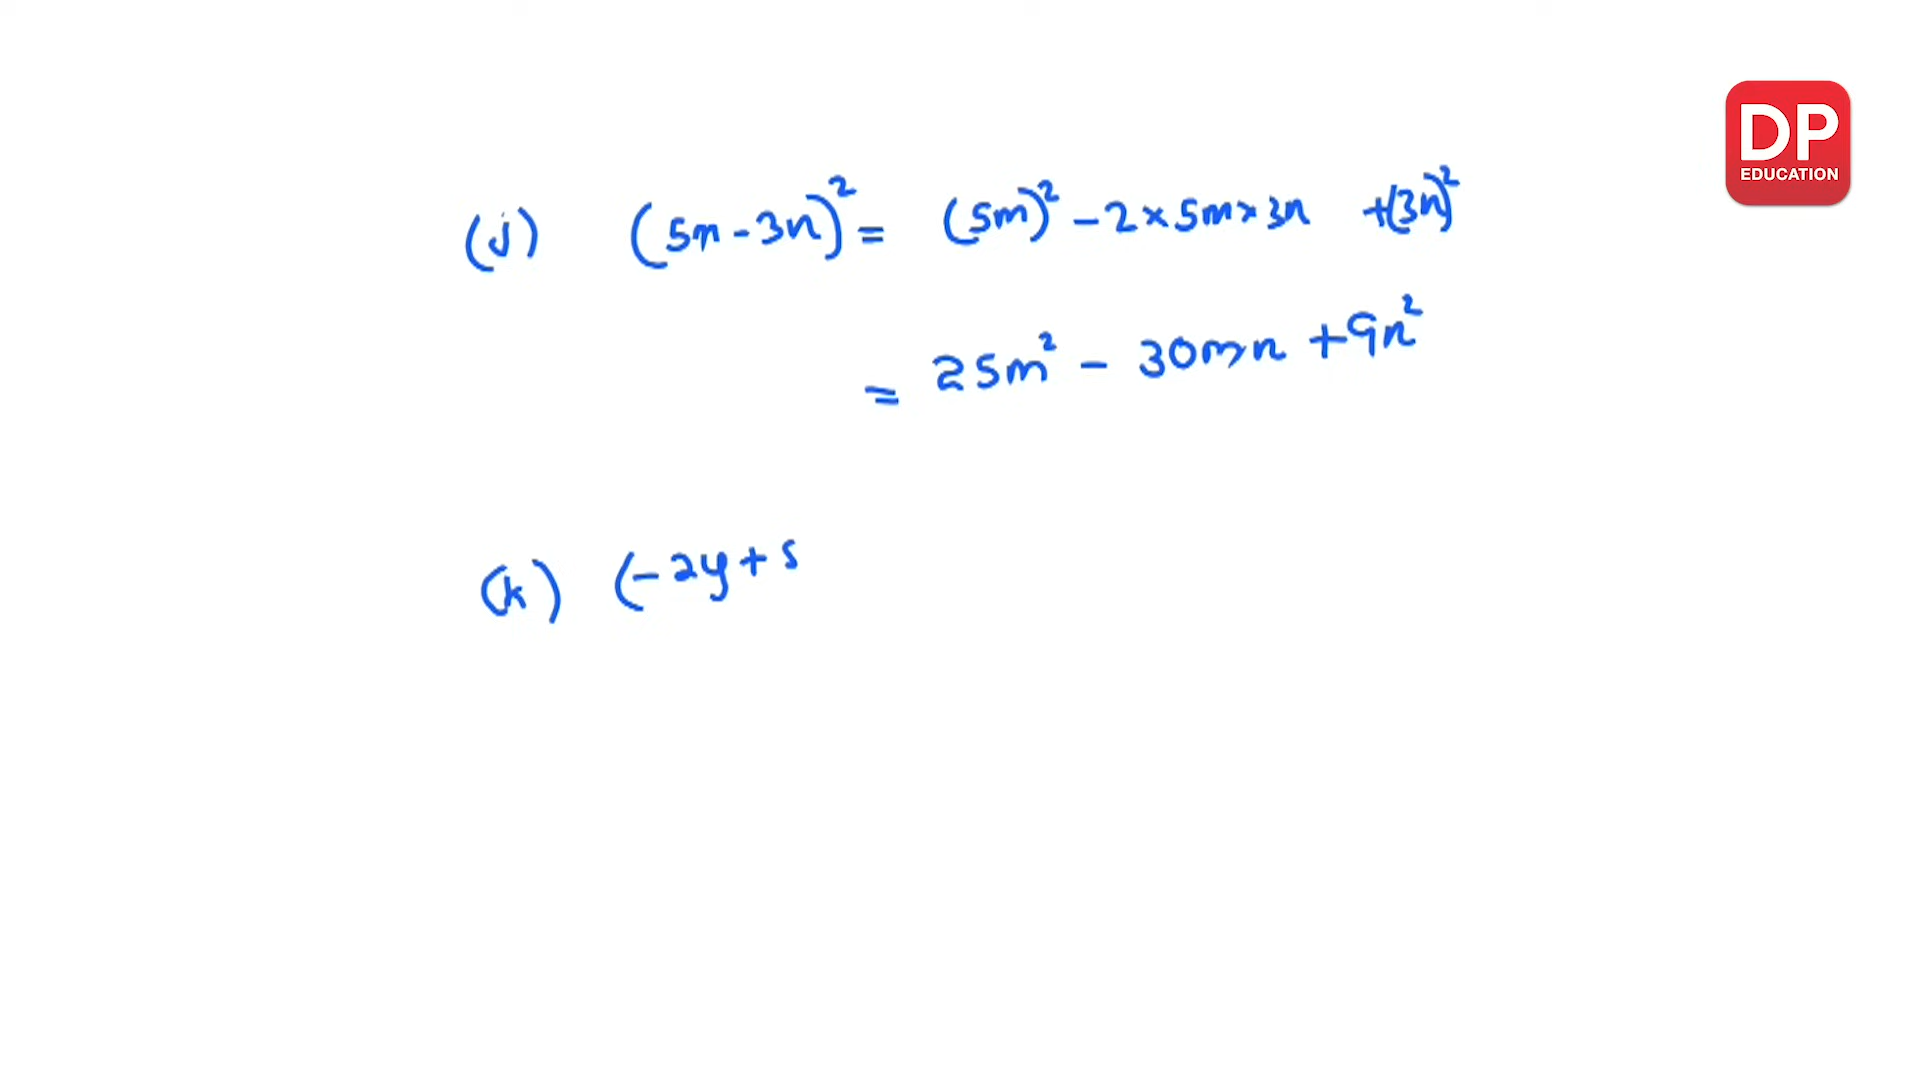 DP
EDUCATION
(j) (5m - 3n)² = (5m)² - 2 × 5m × 3n + (3n)²
= 25m² - 30mn + 9n²
(k) (-2y + 5